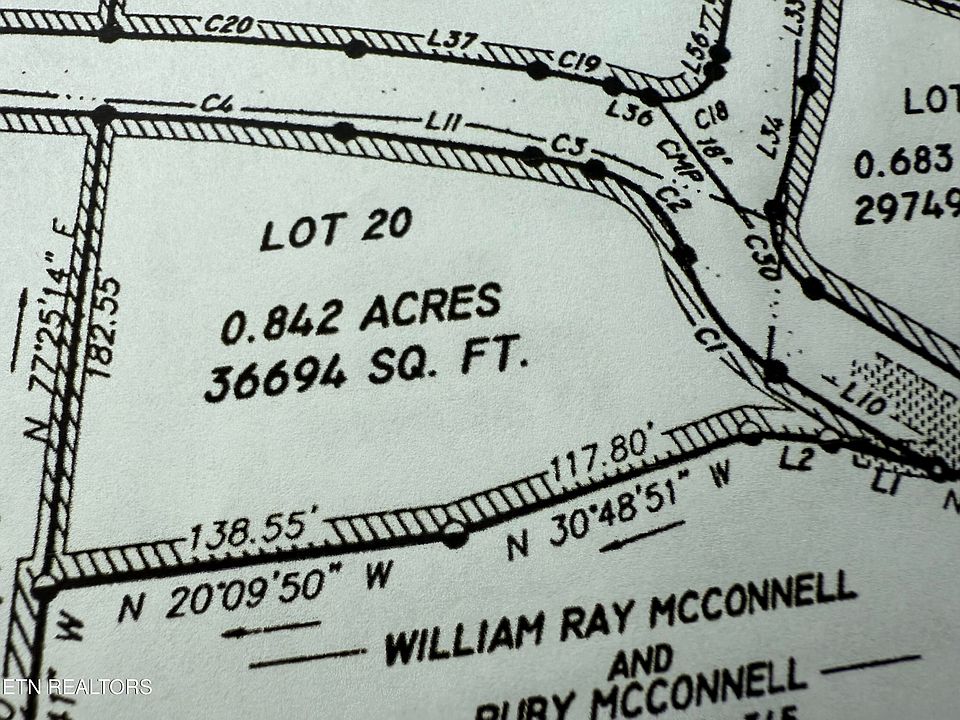 C20
L37
C19
L56
L33
L36
C18
L34
C4
L11
C3
CMP
18"
C2
C30
LOT
0.683
29749
LOT 20
0.842 ACRES
36694 SQ. FT.
N 77°25'14" E
182.55'
C1
L10
L2
L1
N
138.55'
117.80'
N 20°09'50" W
N 30°48'51" W
41" W
WILLIAM RAY MCCONNELL
AND
RUBY MCCONNELL
ETN REALTORS